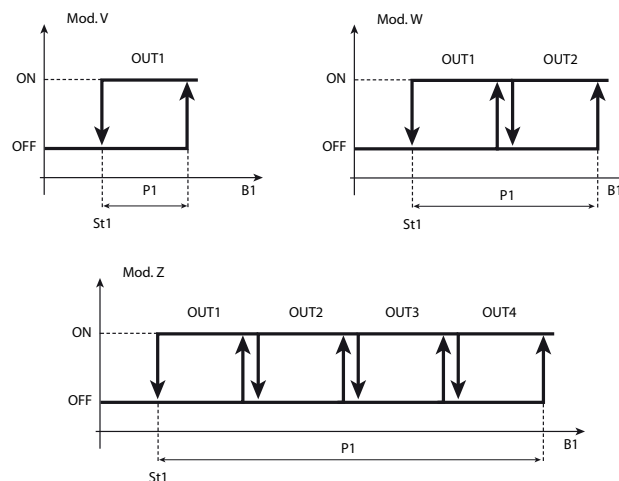 Mod. V
OUT1
ON
OFF
P1
B1
St1
Mod. W
OUT1 OUT2
ON
OFF
P1
B1
St1
Mod. Z
OUT1 OUT2 OUT3 OUT4
ON
OFF
P1
B1
St1